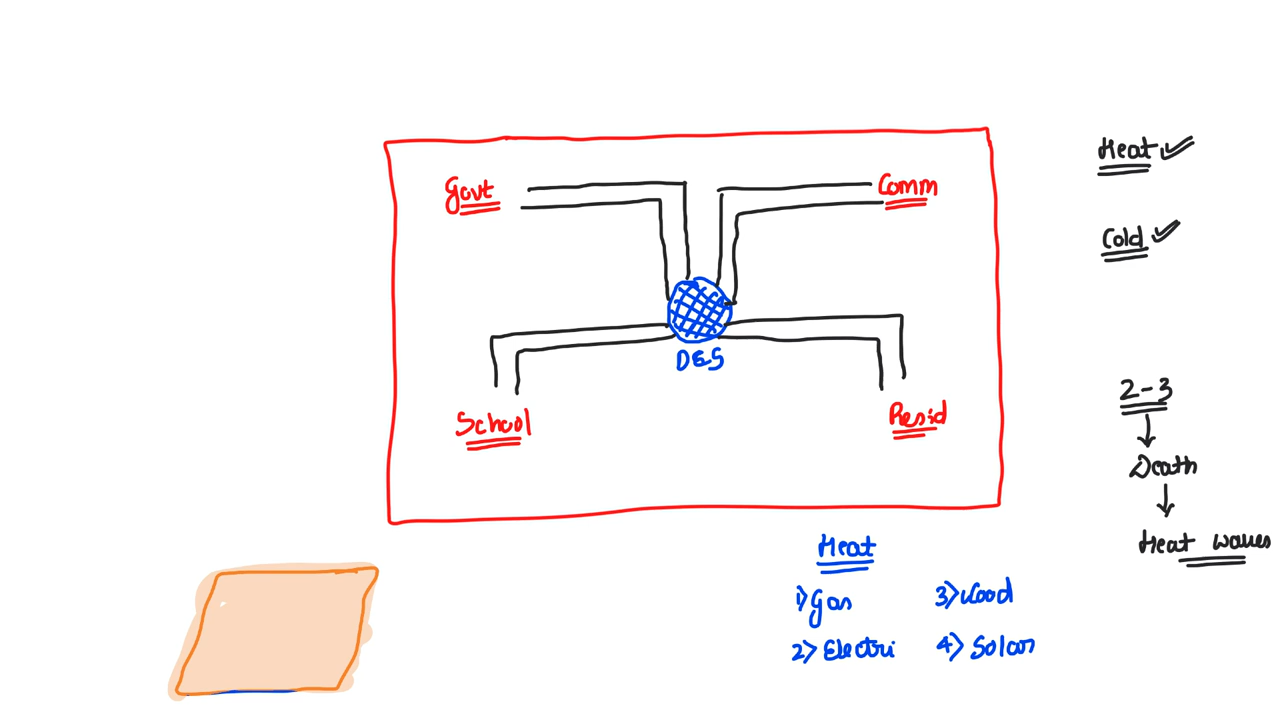 Govt
Comm
DES
School
Resid
Heat
Cold
2-3
Death
Heat waves
Heat
1) Gas
3) Wood
2) Electri
4) Solar